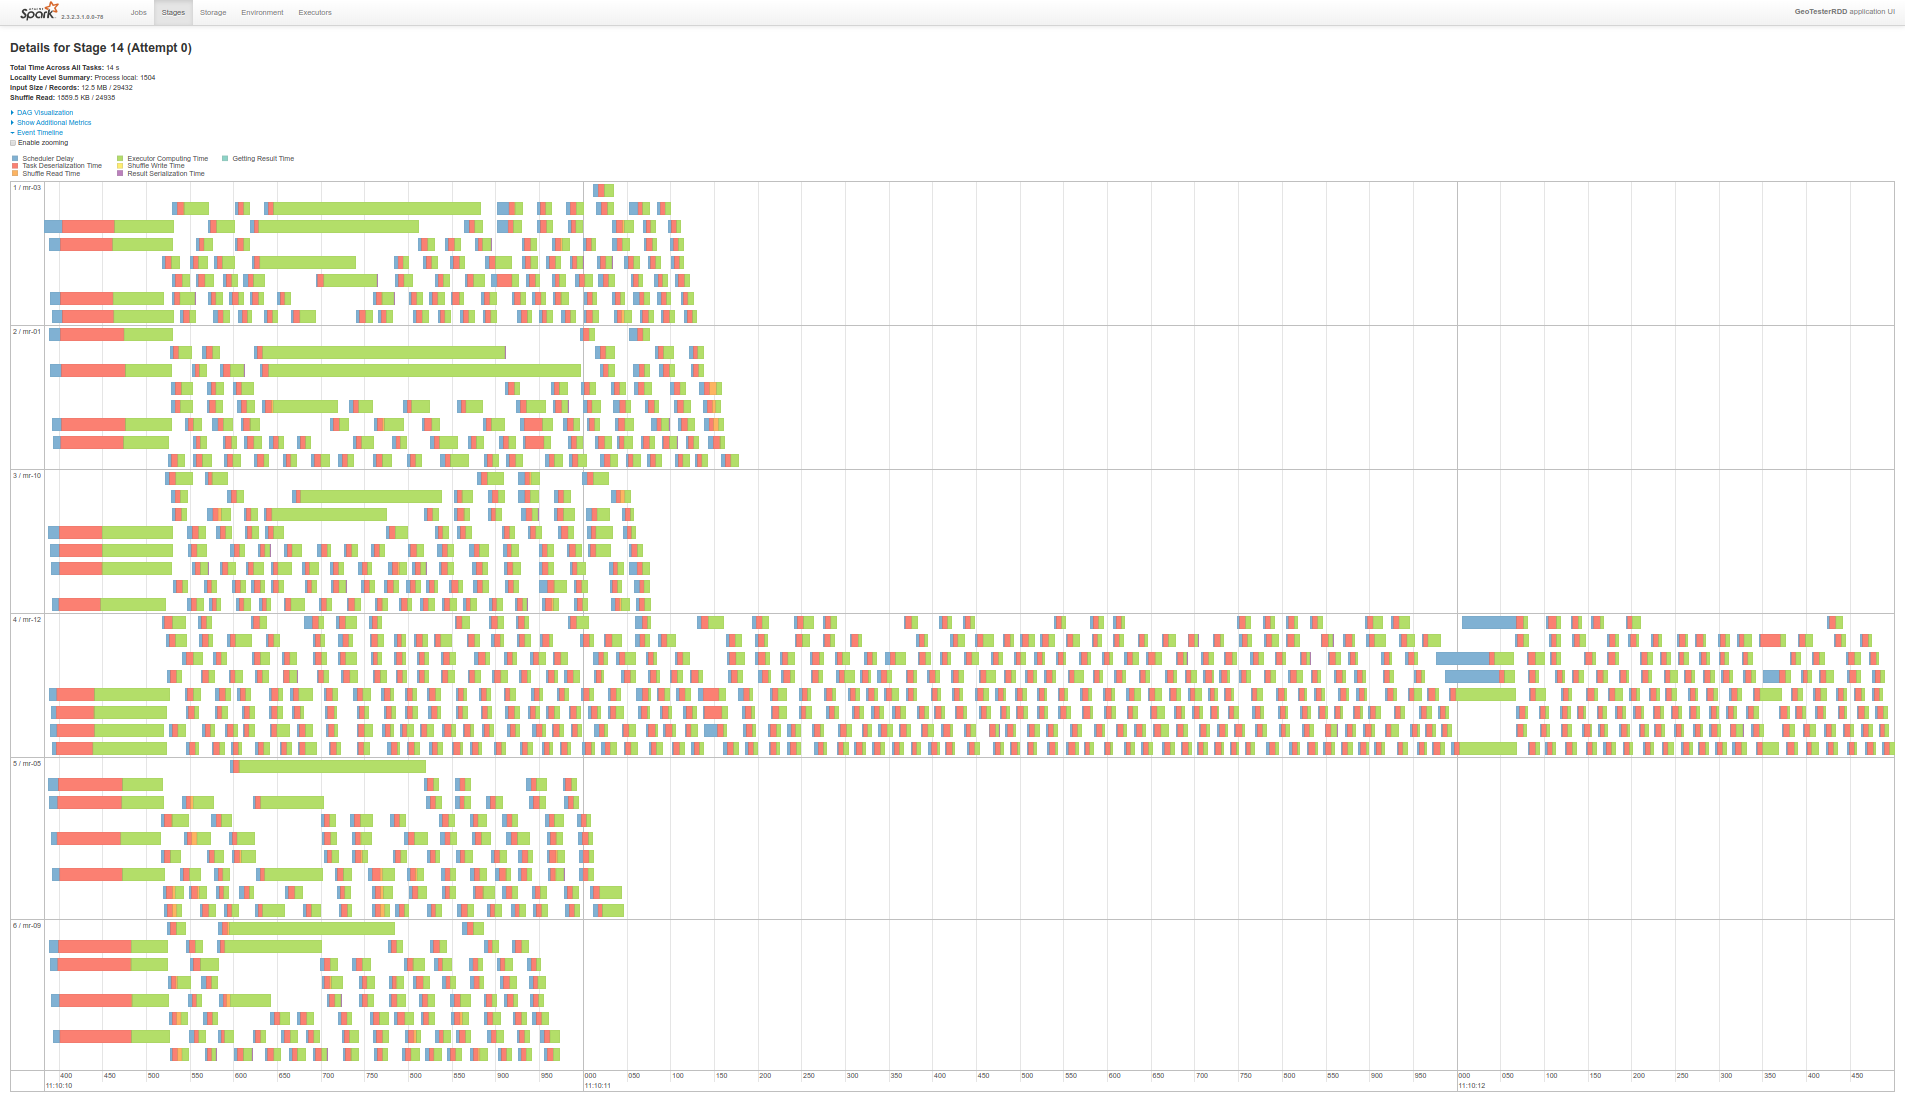 APACHE Spark 2.3.2.3.1.0.0-78 Jobs Stages Storage Environment Executors GeoTesterRDD application UI
Details for Stage 14 (Attempt 0)
Total Time Across All Tasks: 14 s
Locality Level Summary: Process local: 1504
Input Size / Records: 12.5 MB / 29432
Shuffle Read: 1889.5 KB / 24938
DAG Visualization
Show Additional Metrics
Event Timeline
Enable zooming
Scheduler Delay Executor Computing Time Getting Result Time
Task Deserialization Time Shuffle Write Time
Shuffle Read Time Result Serialization Time
1 / mr-03
2 / mr-01
3 / mr-10
4 / mr-12
5 / mr-05
6 / mr-09
400 450 500 550 600 650 700 750 800 850 900 950 000 050 100 150 200 250 300 350 400 450 500 550 600 650 700 750 800 850 900 950 000 050 100 150 200 250 300 350 400 450
11:10:10 11:10:11 11:10:12